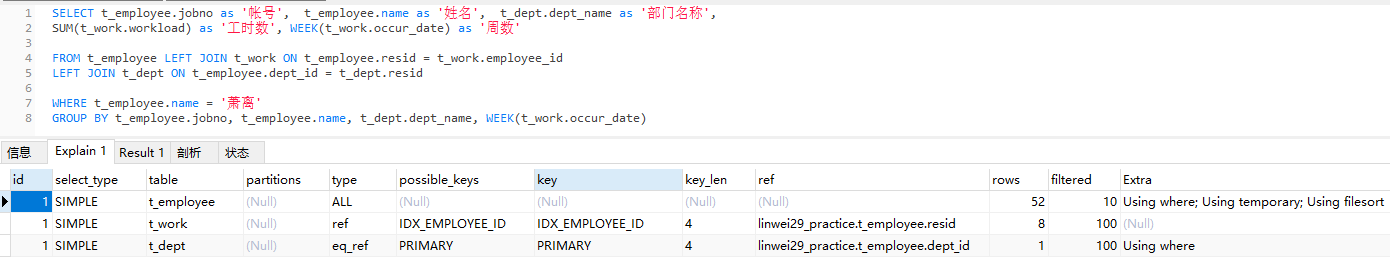 1 SELECT t_employee.jobno as '帐号', t_employee.name as '姓名', t_dept.dept_name as '部门名称',
2 SUM(t_work.workload) as '工时数', WEEK(t_work.occur_date) as '周数'
3
4 FROM t_employee LEFT JOIN t_work ON t_employee.resid = t_work.employee_id
5 LEFT JOIN t_dept ON t_employee.dept_id = t_dept.resid
6
7 WHERE t_employee.name = '萧离'
8 GROUP BY t_employee.jobno, t_employee.name, t_dept.dept_name, WEEK(t_work.occur_date)
信息 Explain 1 Result 1 剖析 状态
id select_type table partitions type possible_keys key key_len ref rows filtered Extra
1 SIMPLE t_employee (Null) ALL (Null) (Null) (Null) (Null) 52 10 Using where; Using temporary; Using filesort
1 SIMPLE t_work (Null) ref IDX_EMPLOYEE_ID IDX_EMPLOYEE_ID 4 linwei29_practice.t_employee.resid 8 100 (Null)
1 SIMPLE t_dept (Null) eq_ref PRIMARY PRIMARY 4 linwei29_practice.t_employee.dept_id 1 100 Using where